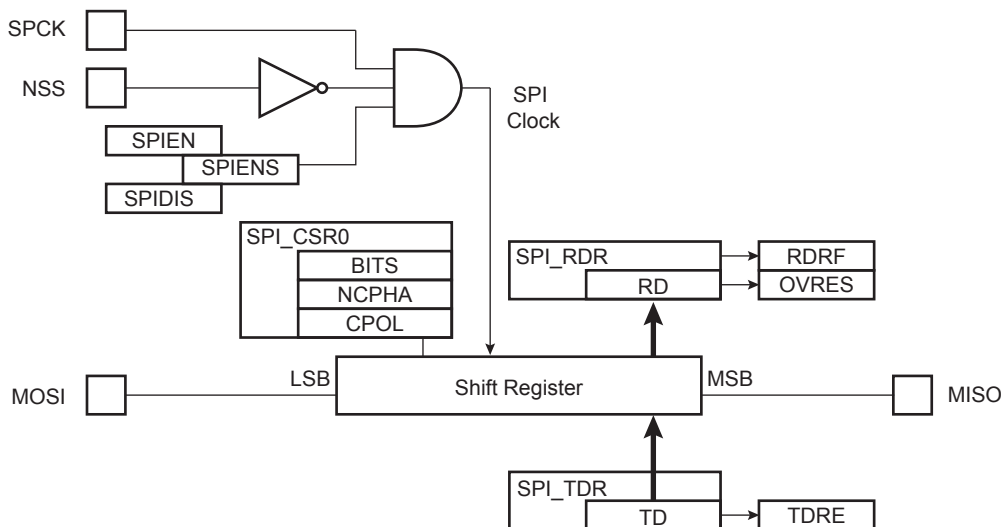 SPCK
NSS
SPI
Clock
SPIEN
SPIENS
SPIDIS
SPI_CSR0
BITS
NCPHA
CPOL
SPI_RDR
RD
RDRF
OVRES
MOSI
LSB
Shift Register
MSB
MISO
SPI_TDR
TD
TDRE